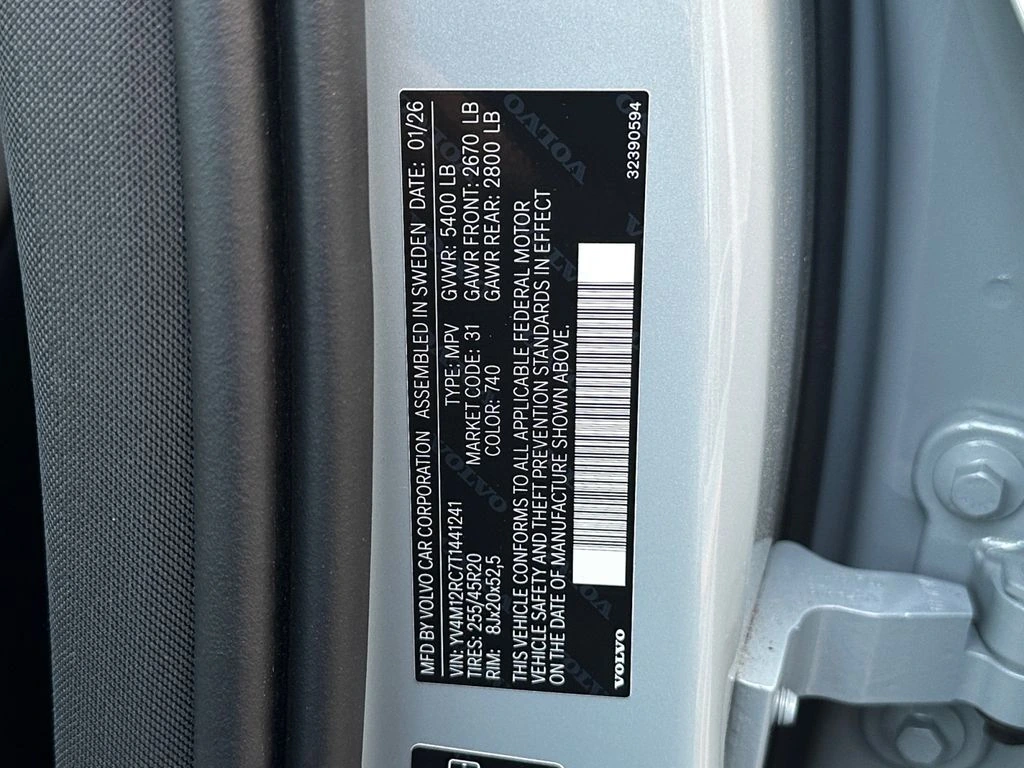 MFD BY VOLVO CAR CORPORATION ASSEMBLED IN SWEDEN DATE: 01/26
VIN: YV4M12RC7T1441241 TYPE: MPV GVWR: 5400 LB
TIRES: 255/45R20 MARKET CODE: 31 GAWR FRONT: 2670 LB
RIM: 8Jx20x52,5 COLOR: 740 GAWR REAR: 2800 LB
THIS VEHICLE CONFORMS TO ALL APPLICABLE FEDERAL MOTOR
VEHICLE SAFETY AND THEFT PREVENTION STANDARDS IN EFFECT
ON THE DATE OF MANUFACTURE SHOWN ABOVE.
VOLVO 32390594